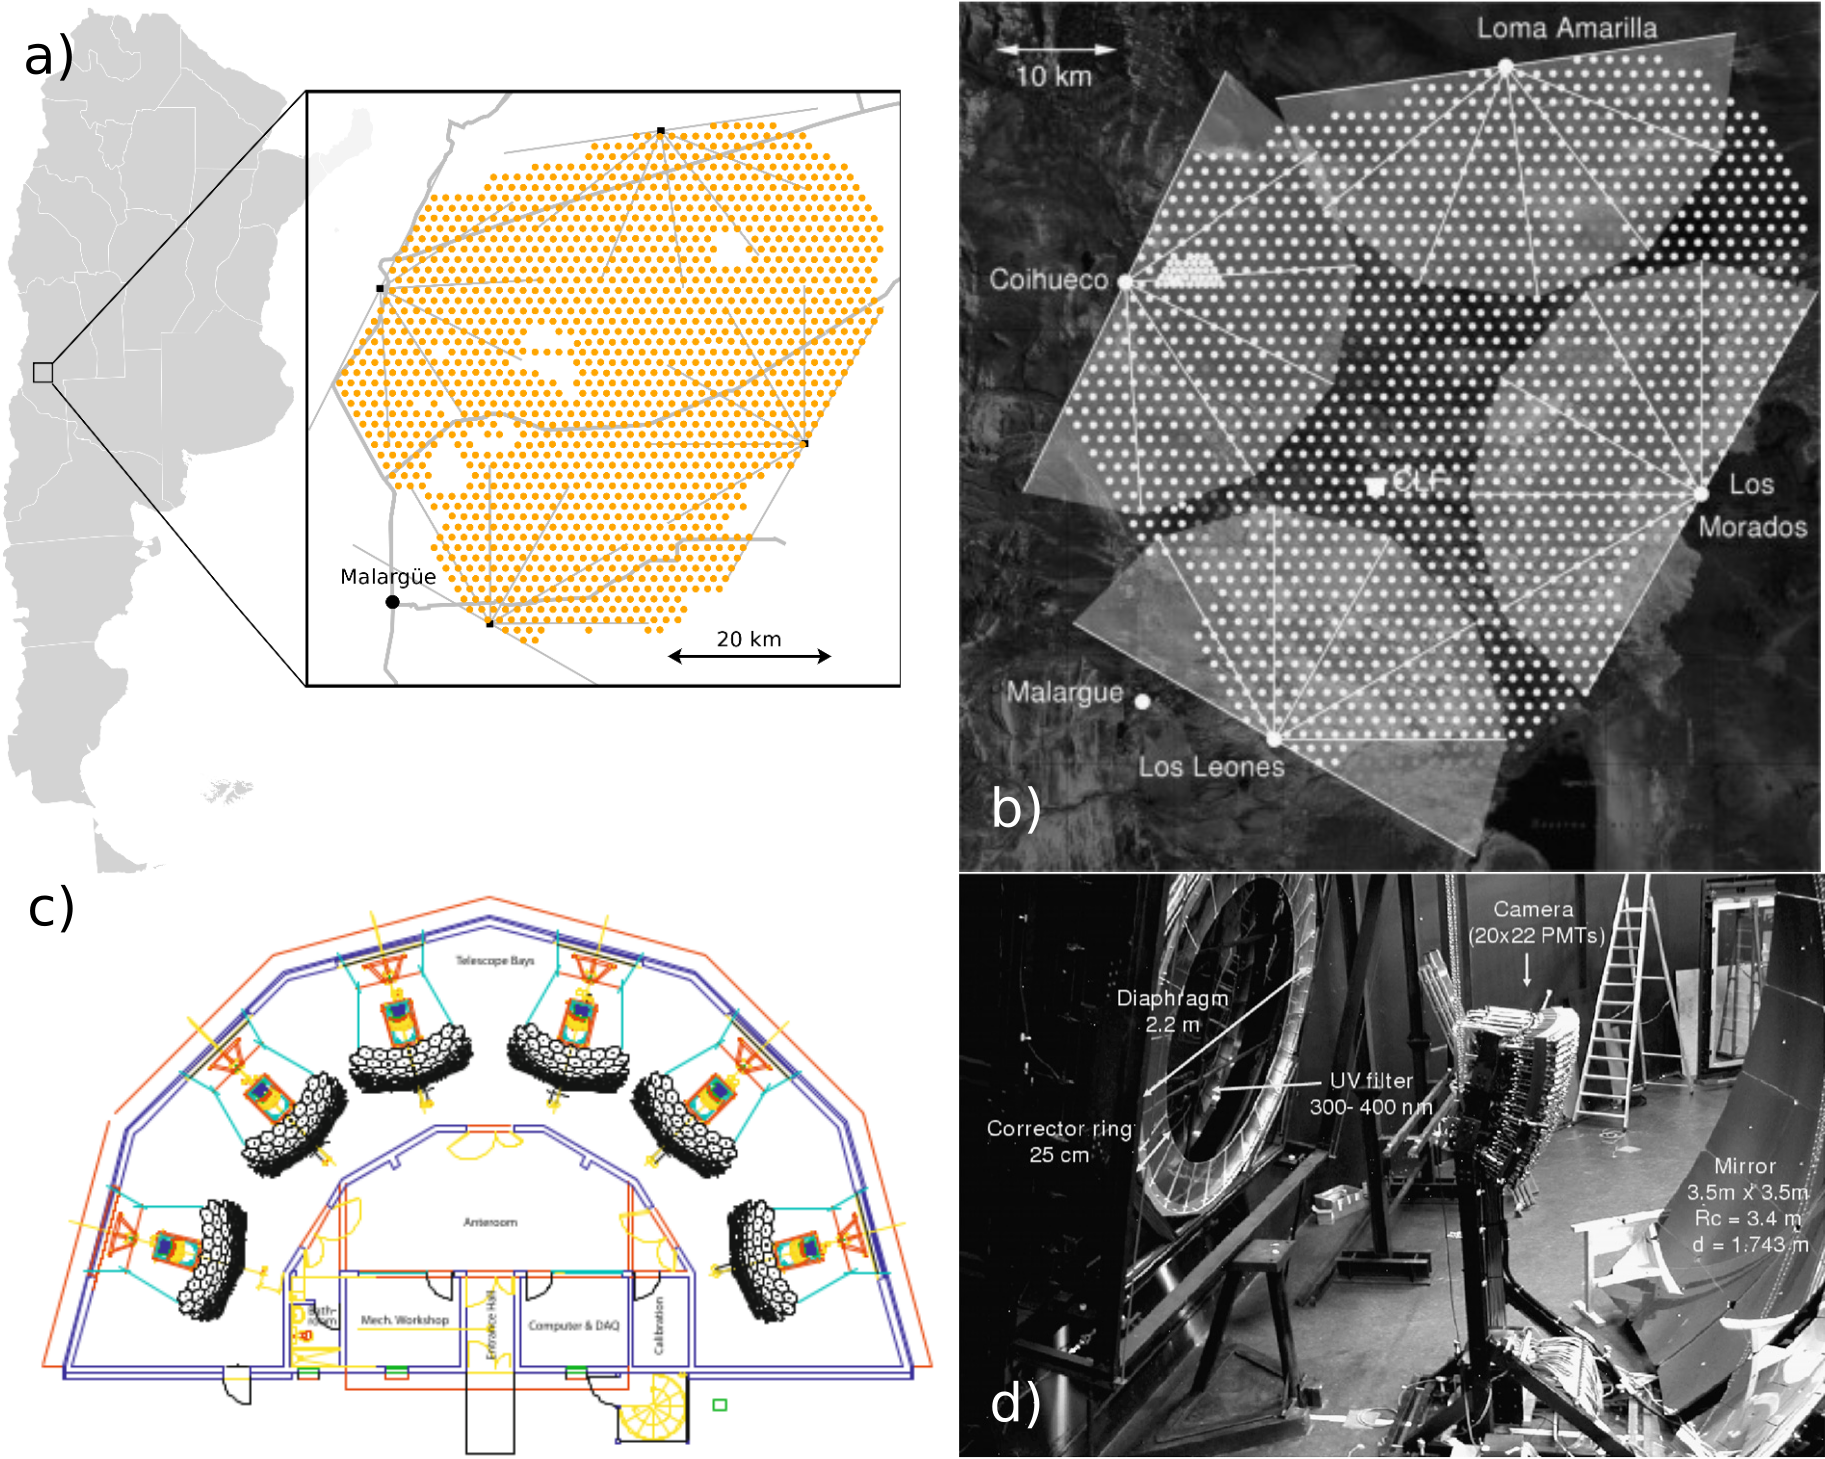 a)
Malargüe
20 km
Loma Amarilla
10 km
Coihueco
CLF
Los
Morados
Malargue
Los Leones
b)
c)
Telescope Bays
Anteroom
Bath-
room
Mech. Workshop
Entrance Hall
Computer & DAQ
Calibration
Camera
(20x22 PMTs)
Diaphragm
2.2 m
UV filter
300- 400 nm
Corrector ring
25 cm
Mirror
3.5m x 3.5m
Rc = 3.4 m
d = 1.743 m
d)